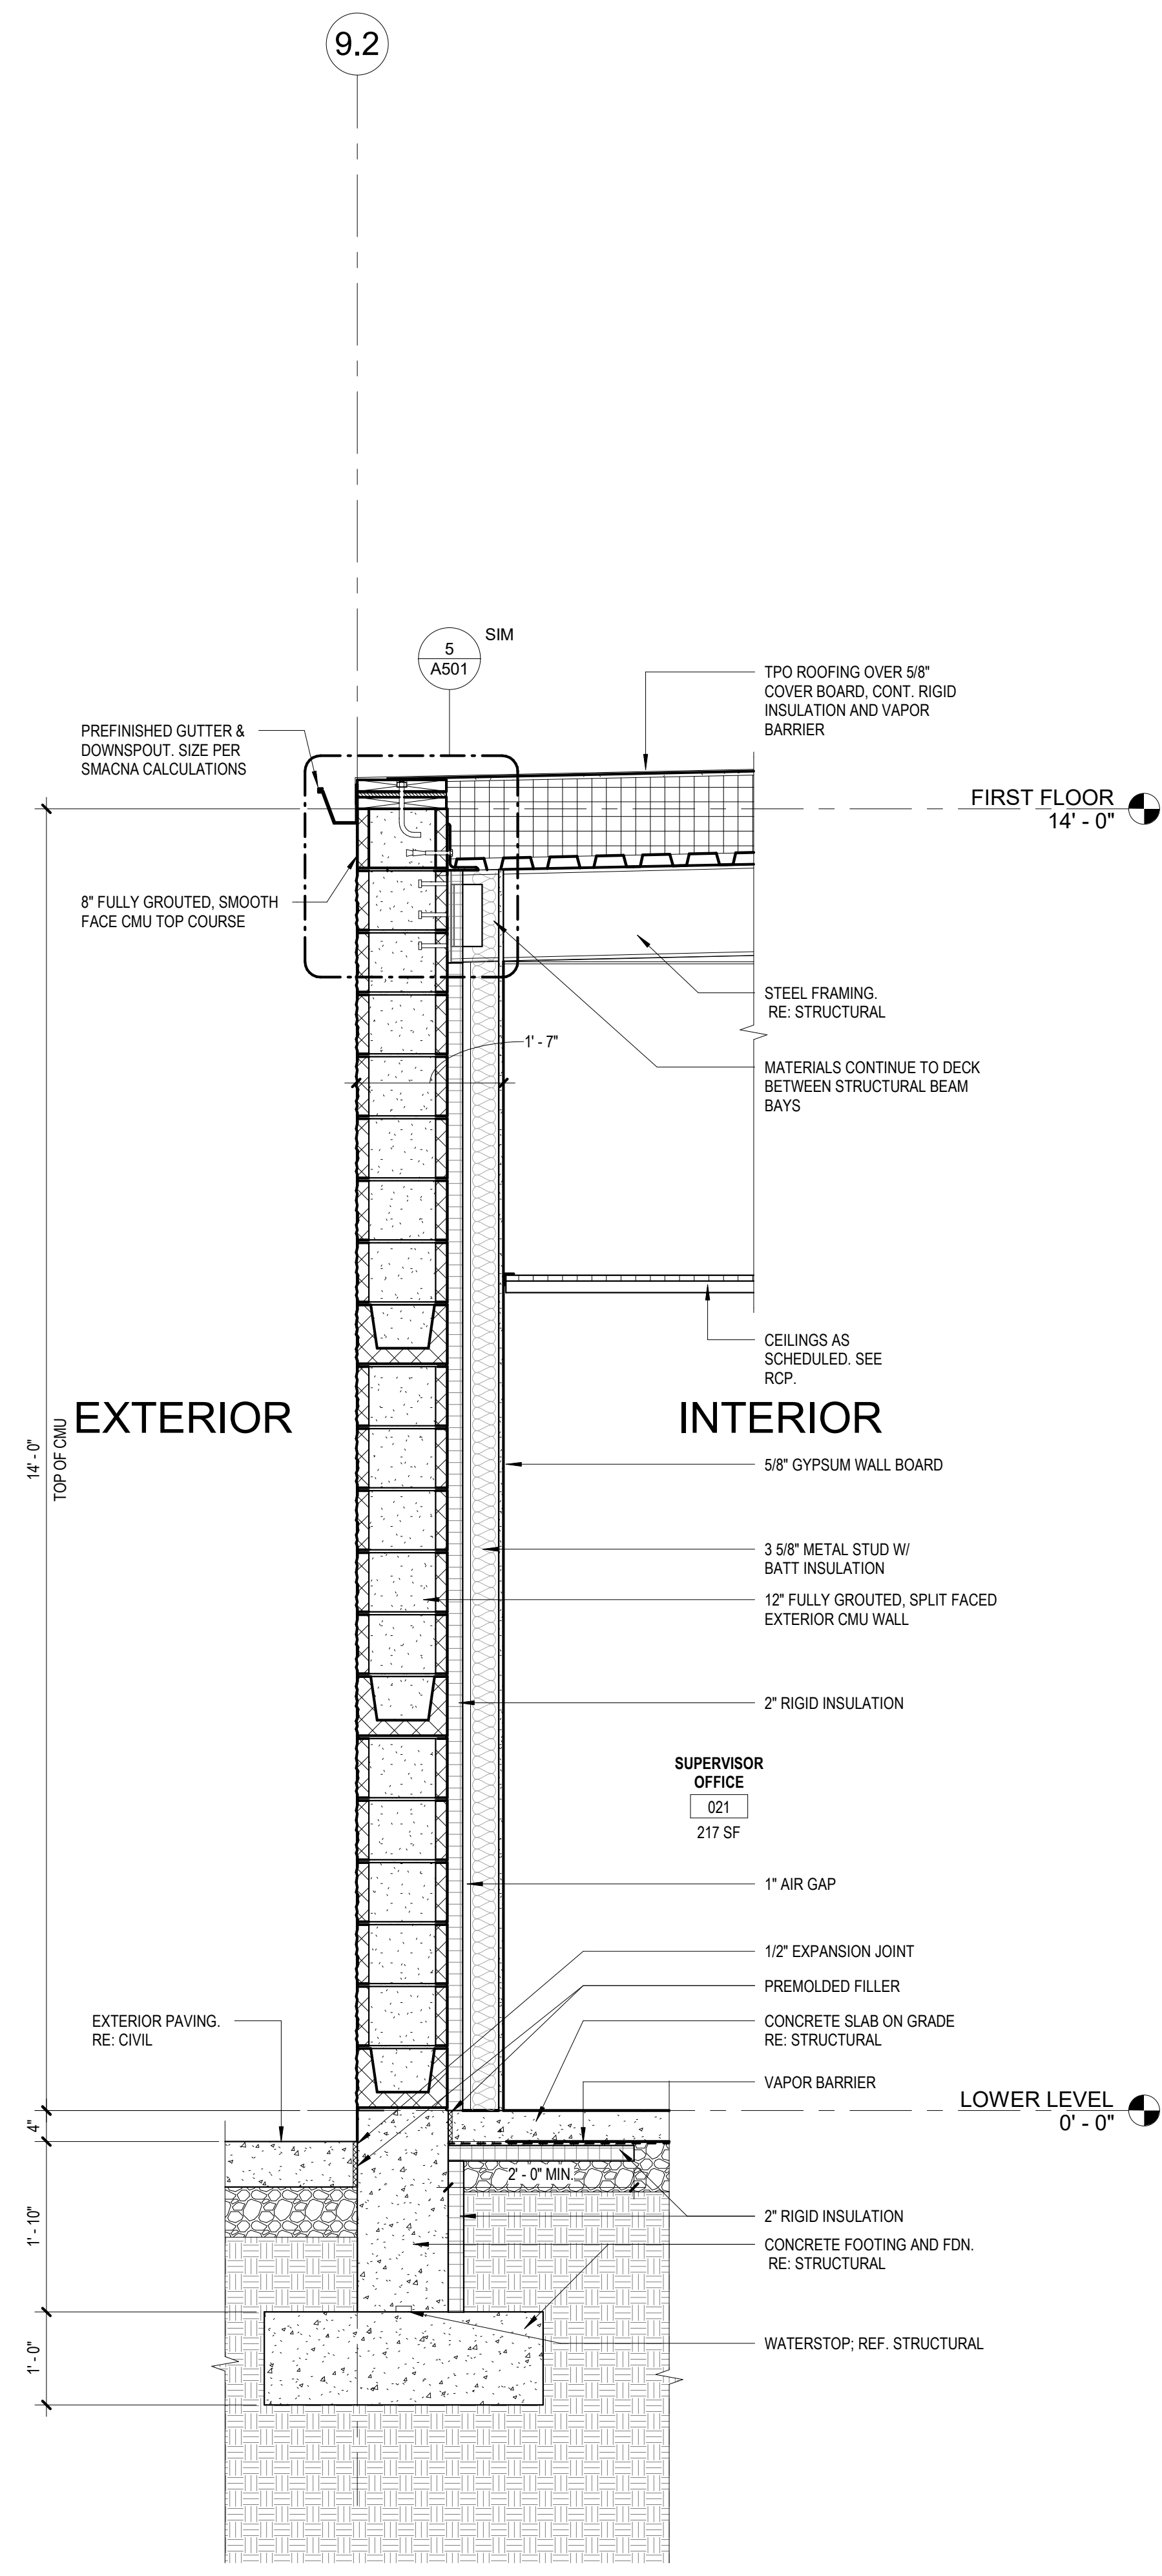 9.2
5
A501
SIM
TPO ROOFING OVER 5/8"
COVER BOARD, CONT. RIGID
INSULATION AND VAPOR
BARRIER
PREFINISHED GUTTER &
DOWNSPOUT. SIZE PER
SMACNA CALCULATIONS
FIRST FLOOR
14' - 0"
8" FULLY GROUTED, SMOOTH
FACE CMU TOP COURSE
STEEL FRAMING.
RE: STRUCTURAL
1' - 7"
MATERIALS CONTINUE TO DECK
BETWEEN STRUCTURAL BEAM
BAYS
CEILINGS AS
SCHEDULED. SEE
RCP.
EXTERIOR
INTERIOR
14' - 0"
TOP OF CMU
5/8" GYPSUM WALL BOARD
3 5/8" METAL STUD W/
BATT INSULATION
12" FULLY GROUTED, SPLIT FACED
EXTERIOR CMU WALL
2" RIGID INSULATION
SUPERVISOR
OFFICE
021
217 SF
1" AIR GAP
1/2" EXPANSION JOINT
PREMOLDED FILLER
EXTERIOR PAVING.
RE: CIVIL
CONCRETE SLAB ON GRADE
RE: STRUCTURAL
VAPOR BARRIER
LOWER LEVEL
0' - 0"
4"
2' - 0" MIN.
1' - 10"
2" RIGID INSULATION
CONCRETE FOOTING AND FDN.
RE: STRUCTURAL
WATERSTOP; REF. STRUCTURAL
1' - 0"